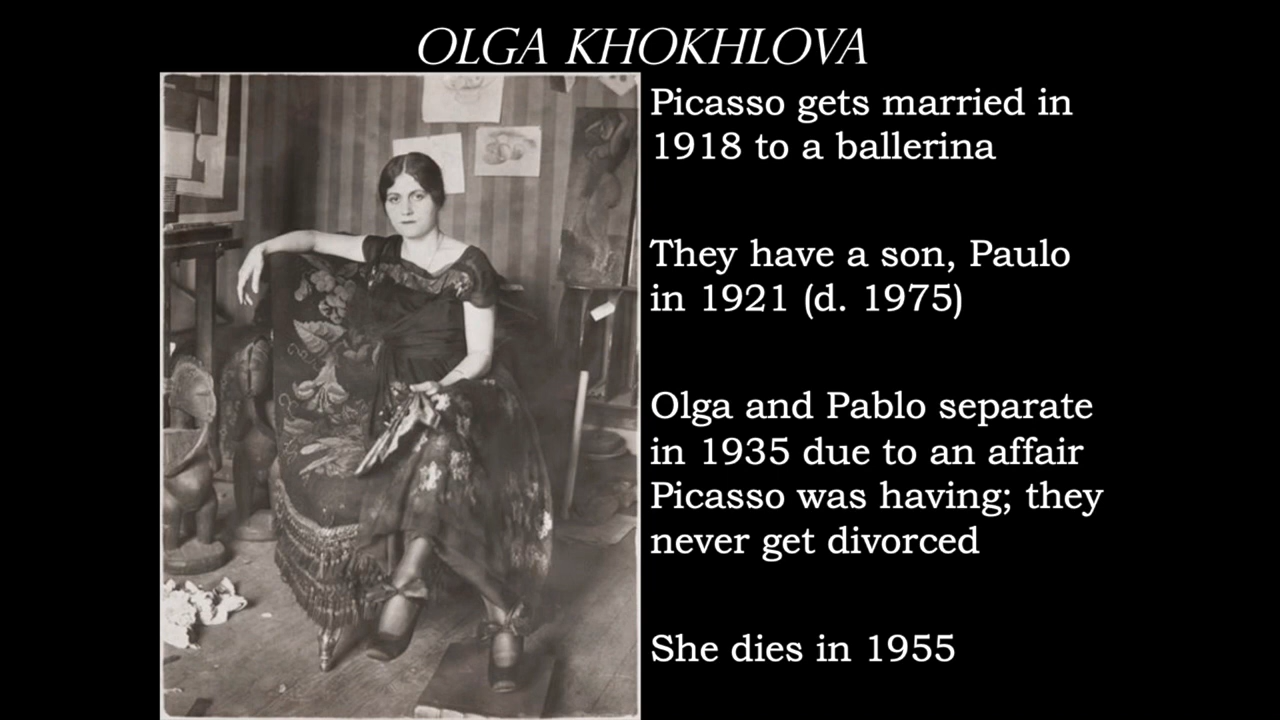 OLGA KHOKHLOVA
Picasso gets married in
1918 to a ballerina
They have a son, Paulo
in 1921 (d. 1975)
Olga and Pablo separate
in 1935 due to an affair
Picasso was having; they
never get divorced
She dies in 1955